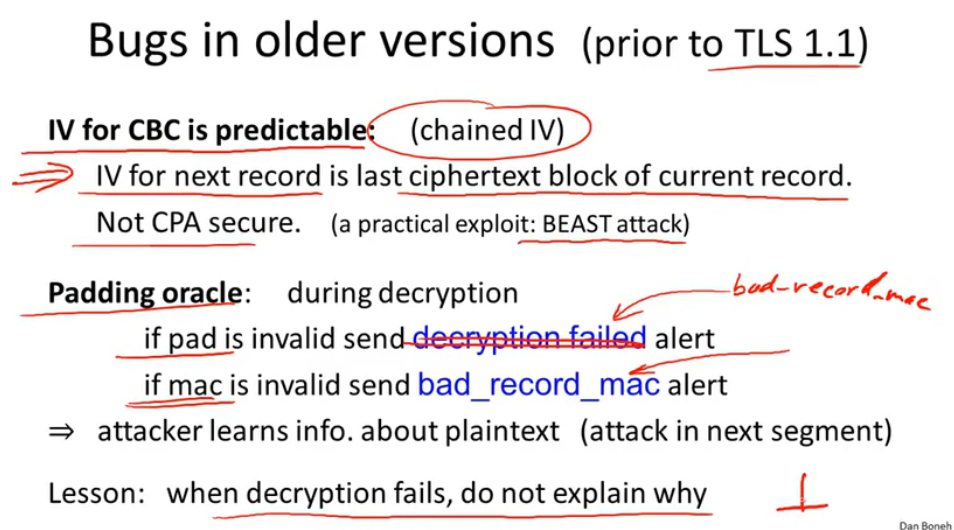 Bugs in older versions (prior to TLS 1.1)
IV for CBC is predictable: (chained IV)
⇒ IV for next record is last ciphertext block of current record.
Not CPA secure. (a practical exploit: BEAST attack)
Padding oracle: during decryption
bad_record_mac
if pad is invalid send decryption failed alert
if mac is invalid send bad_record_mac alert
⇒ attacker learns info. about plaintext (attack in next segment)
Lesson: when decryption fails, do not explain why ⊥
Dan Boneh